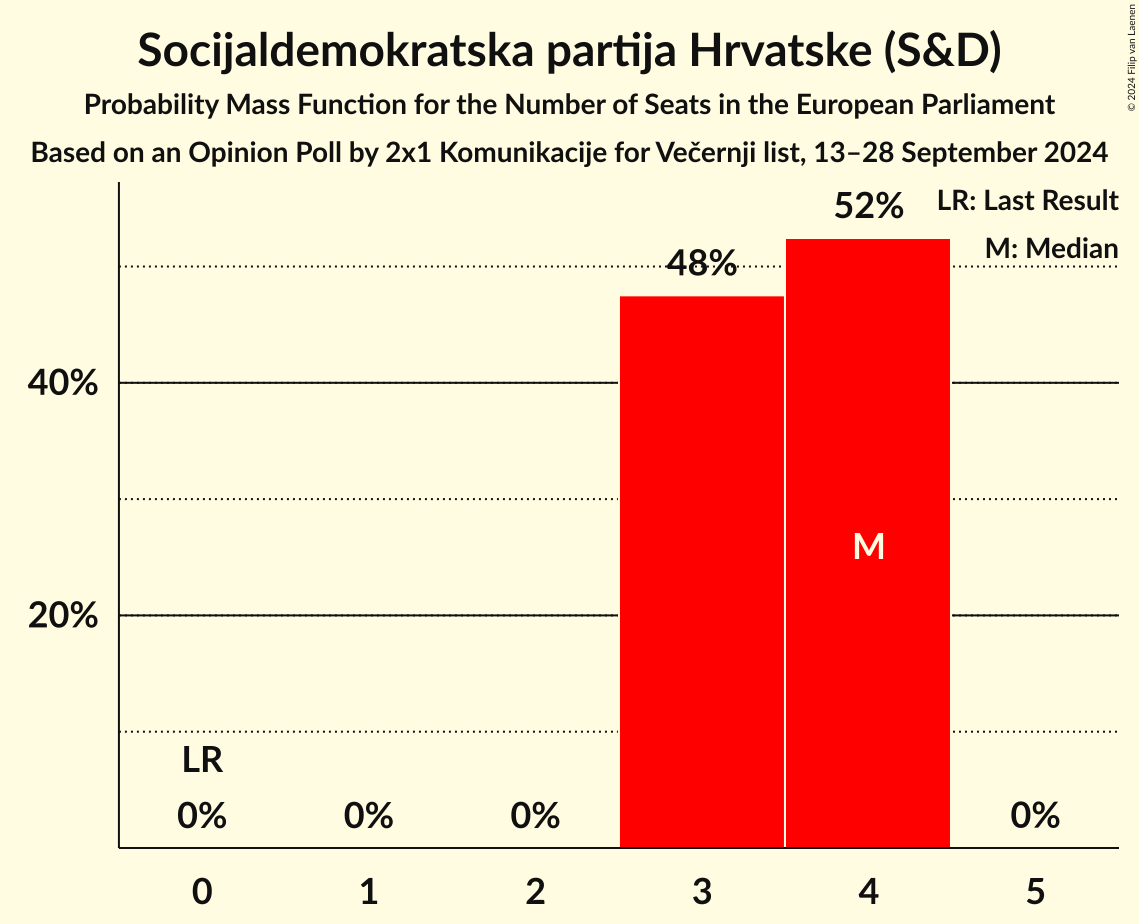 Socijaldemokratska partija Hrvatske (S&D)
Probability Mass Function for the Number of Seats in the European Parliament
Based on an Opinion Poll by 2x1 Komunikacije for Večernji list, 13–28 September 2024
© 2024 Filip van Laenen
LR: Last Result
M: Median
52%
48%
40%
M
20%
LR
0% 0% 0% 0%
0 1 2 3 4 5